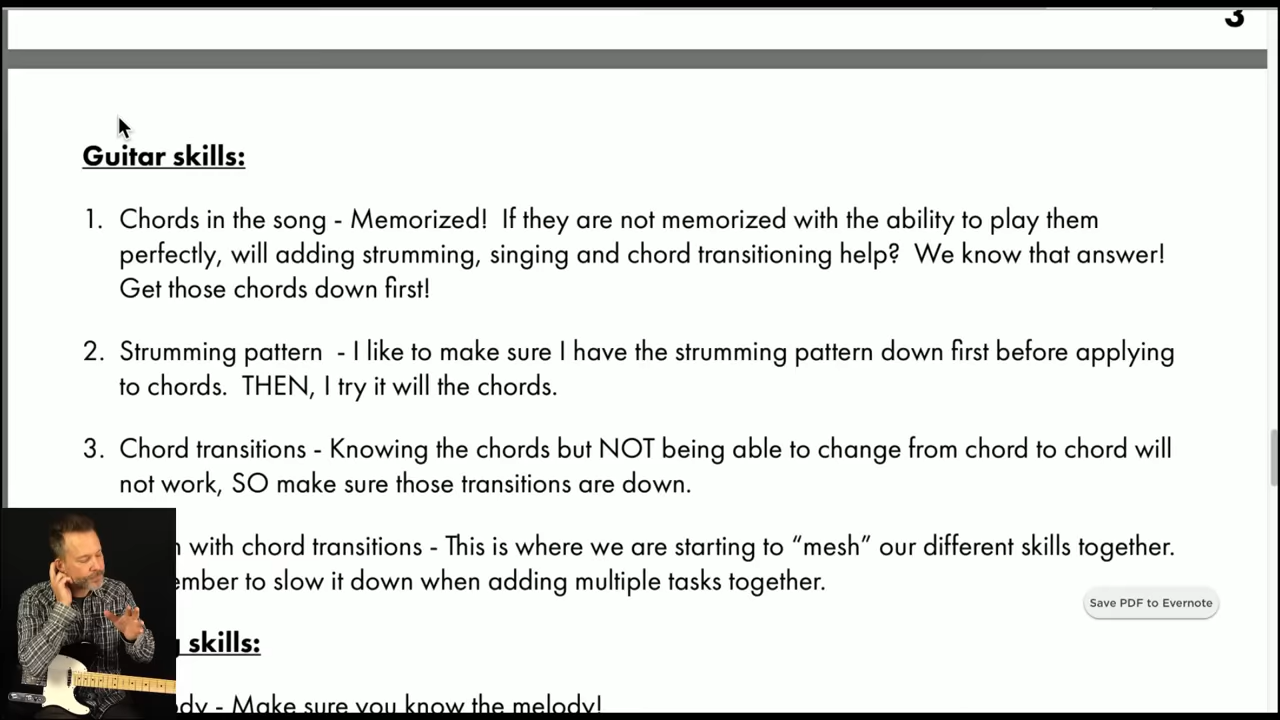 3
Guitar skills:
1. Chords in the song - Memorized! If they are not memorized with the ability to play them
perfectly, will adding strumming, singing and chord transitioning help? We know that answer!
Get those chords down first!
2. Strumming pattern - I like to make sure I have the strumming pattern down first before applying
to chords. THEN, I try it will the chords.
3. Chord transitions - Knowing the chords but NOT being able to change from chord to chord will
not work, SO make sure those transitions are down.
with chord transitions - This is where we are starting to “mesh” our different skills together.
to slow it down when adding multiple tasks together.
Save PDF to Evernote
skills:
- Make sure you know the melody!